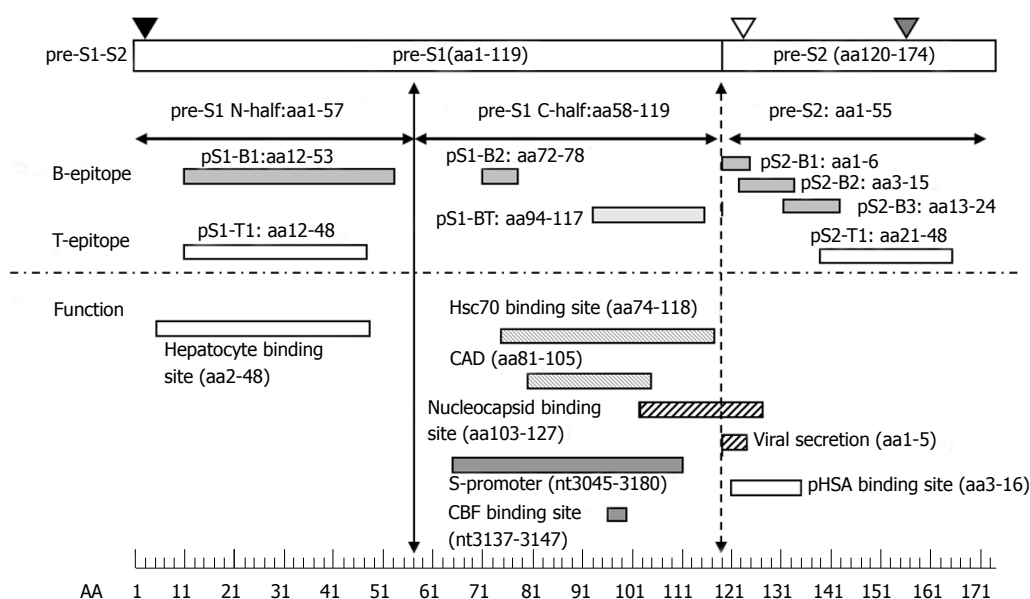 pre-S1-S2
pre-S1(aa1-119)
pre-S2 (aa120-174)
pre-S1 N-half:aa1-57
pre-S1 C-half:aa58-119
pre-S2: aa1-55
B-epitope
pS1-B1:aa12-53
pS1-B2: aa72-78
pS2-B1: aa1-6
pS2-B2: aa3-15
pS2-B3: aa13-24
pS1-BT: aa94-117
T-epitope
pS1-T1: aa12-48
pS2-T1: aa21-48
Function
Hepatocyte binding
site (aa2-48)
Hsc70 binding site (aa74-118)
CAD (aa81-105)
Nucleocapsid binding
site (aa103-127)
Viral secretion (aa1-5)
S-promoter (nt3045-3180)
pHSA binding site (aa3-16)
CBF binding site
(nt3137-3147)
AA 1 11 21 31 41 51 61 71 81 91 101 111 121 131 141 151 161 171